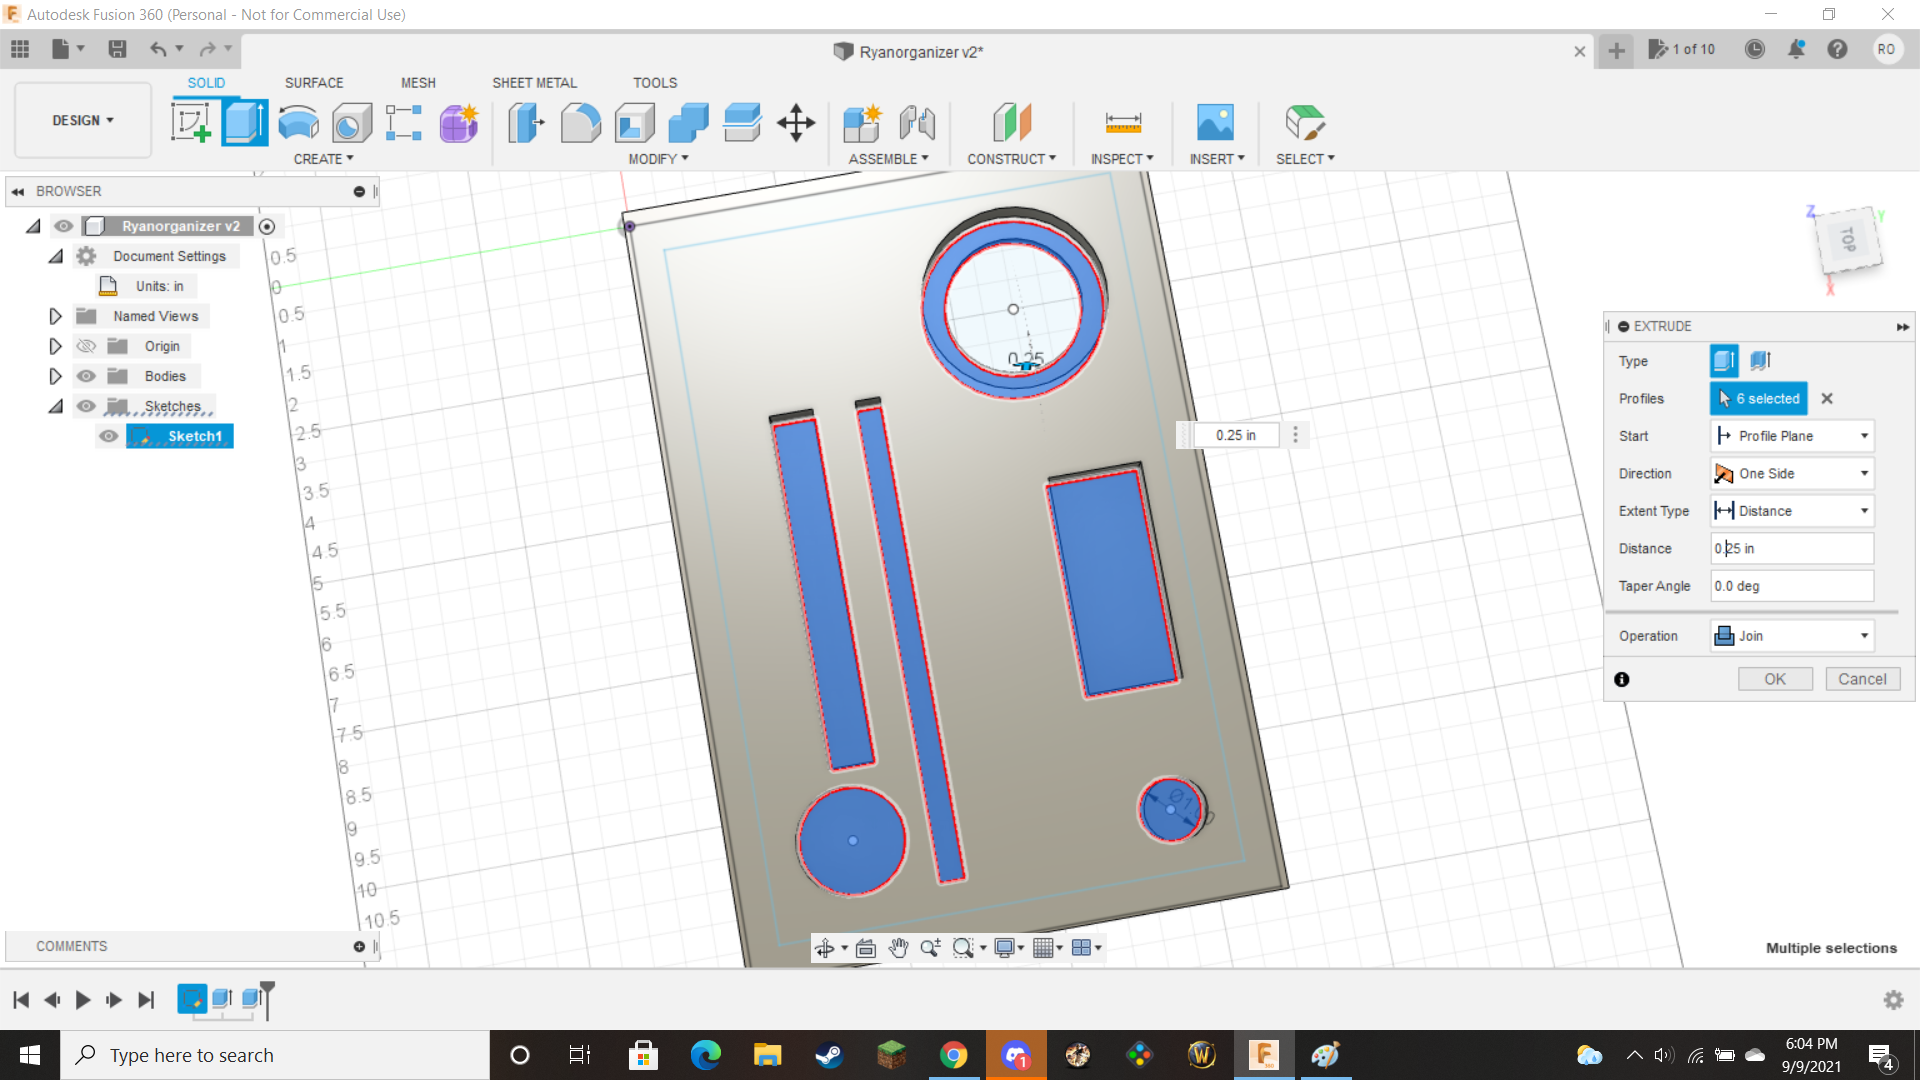 Autodesk Fusion 360 (Personal - Not for Commercial Use)
Ryanorganizer v2*
1 of 10
RO
DESIGN
SOLID
SURFACE
MESH
SHEET METAL
TOOLS
CREATE
MODIFY
ASSEMBLE
CONSTRUCT
INSPECT
INSERT
SELECT
BROWSER
Ryanorganizer v2
Document Settings
Units: in
Named Views
Origin
Bodies
Sketches
Sketch1
0.5
0
0.5
1
1.5
2
2.5
3
3.5
4
4.5
5
5.5
6
6.5
7
7.5
8
8.5
9
9.5
10
10.5
0.25
0.25 in
Z
Y
TOP
X
EXTRUDE
Type
Profiles 6 selected
Start Profile Plane
Direction One Side
Extent Type Distance
Distance 0.25 in
Taper Angle 0.0 deg
Operation Join
OK Cancel
COMMENTS
Multiple selections
Type here to search
1
6:04 PM
9/9/2021
4